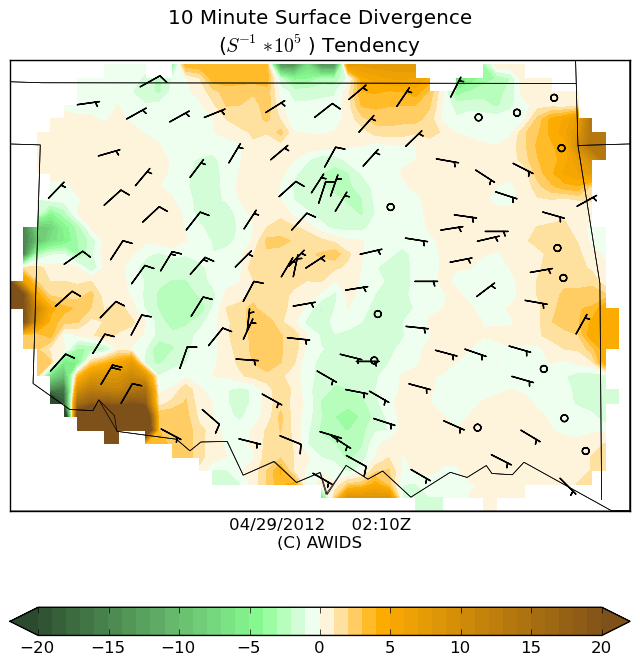 10 Minute Surface Divergence
(S⁻¹ * 10⁵ ) Tendency
04/29/2012 02:10Z
(C) AWIDS
−20 −15 −10 −5 0 5 10 15 20